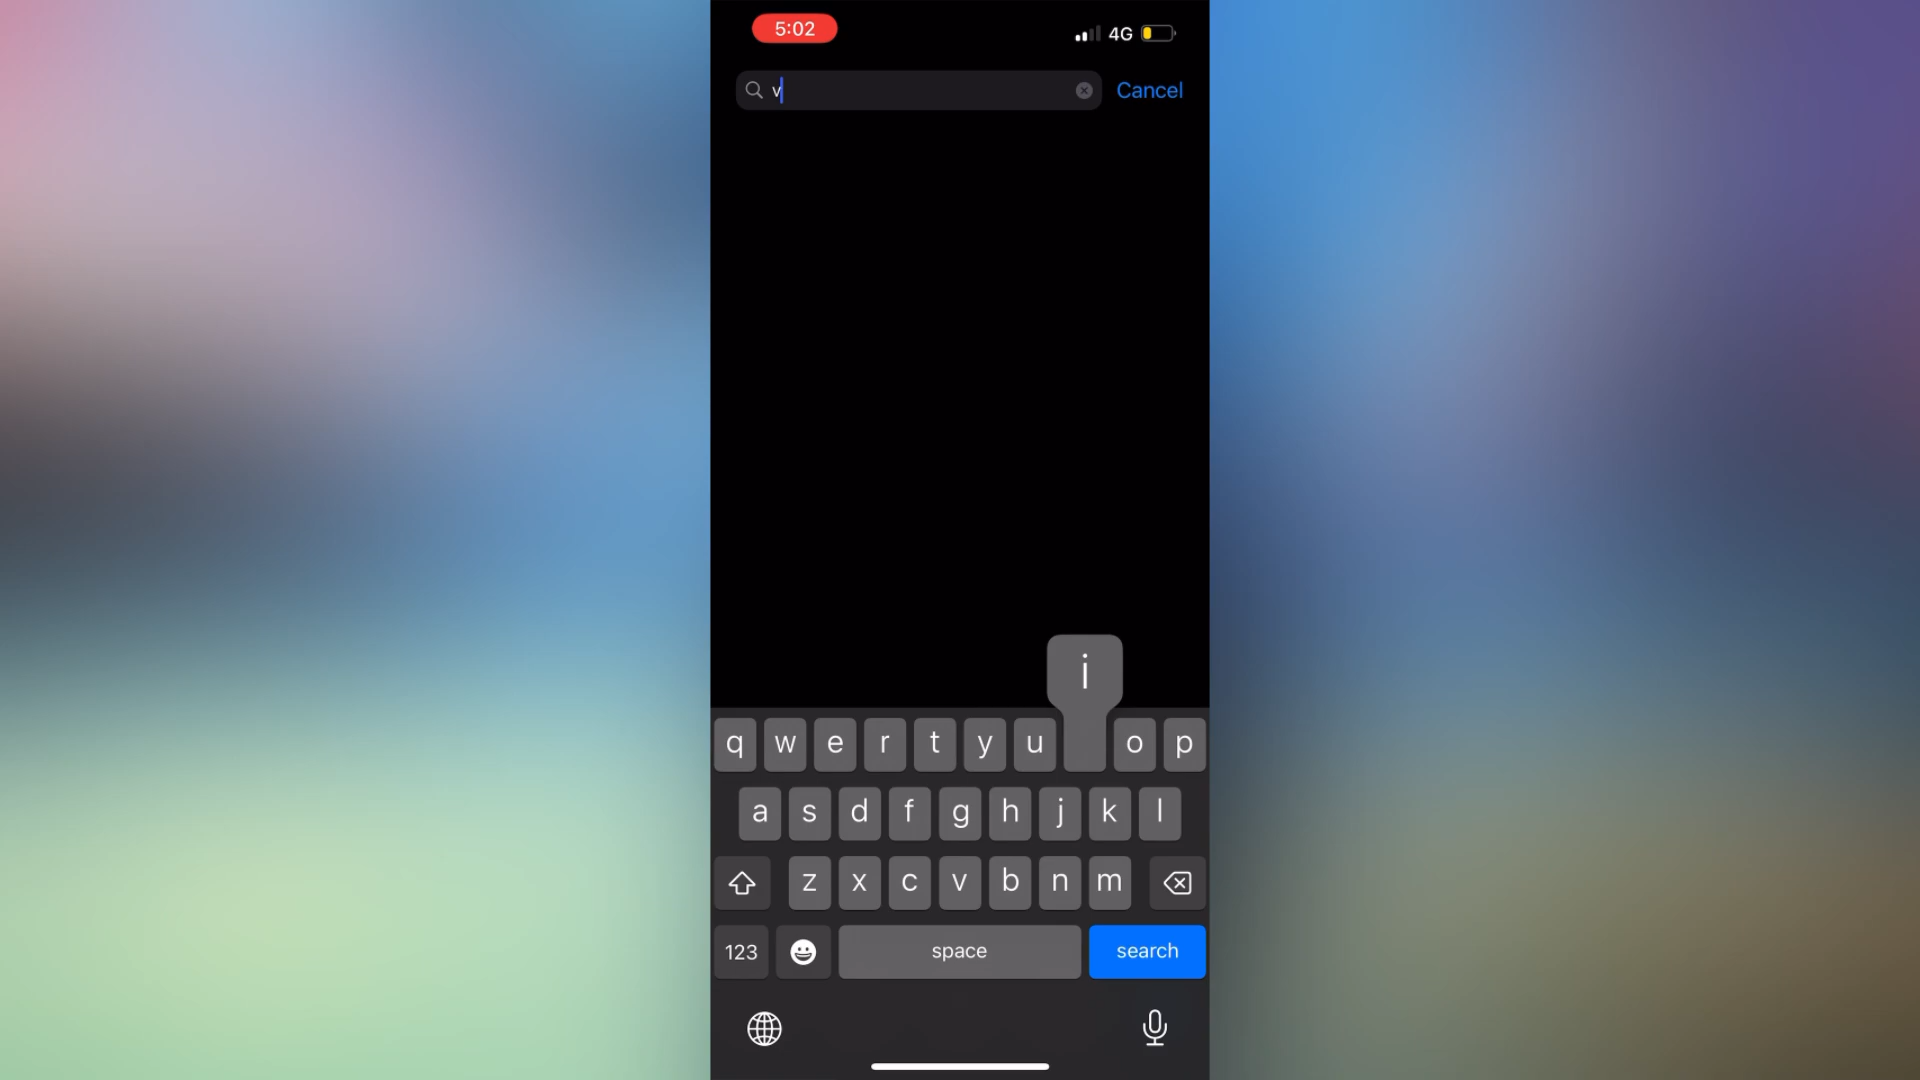 5:02 4G
v Cancel
i
q w e r t y u o p
a s d f g h j k l
z x c v b n m
123 space search